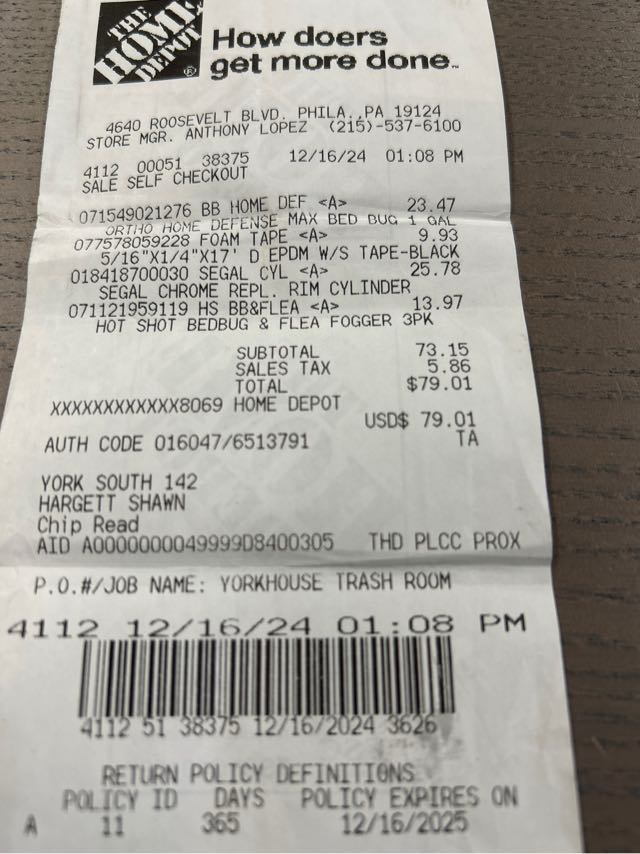 THE
HOME
DEPOT
®
How doers
get more done™
4640 ROOSEVELT BLVD. PHILA.,PA 19124
STORE MGR. ANTHONY LOPEZ (215)-537-6100
4112 00051 38375 12/16/24 01:08 PM
SALE SELF CHECKOUT
071549021276 BB HOME DEF <A> 23.47
ORTHO HOME DEFENSE MAX BED BUG 1 GAL
077578059228 FOAM TAPE <A> 9.93
5/16"X1/4"X17' D EPDM W/S TAPE-BLACK
018418700030 SEGAL CYL <A> 25.78
SEGAL CHROME REPL. RIM CYLINDER
071121959119 HS BB&FLEA <A> 13.97
HOT SHOT BEDBUG & FLEA FOGGER 3PK
SUBTOTAL 73.15
SALES TAX 5.86
TOTAL $79.01
XXXXXXXXXXXX8069 HOME DEPOT
USD$ 79.01
AUTH CODE 016047/6513791 TA
YORK SOUTH 142
HARGETT SHAWN
Chip Read
AID A0000000049999D8400305 THD PLCC PROX
P.O.#/JOB NAME: YORKHOUSE TRASH ROOM
4112 12/16/24 01:08 PM
4112 51 38375 12/16/2024 3626
RETURN POLICY DEFINITIONS
POLICY ID DAYS POLICY EXPIRES ON
A 11 365 12/16/2025